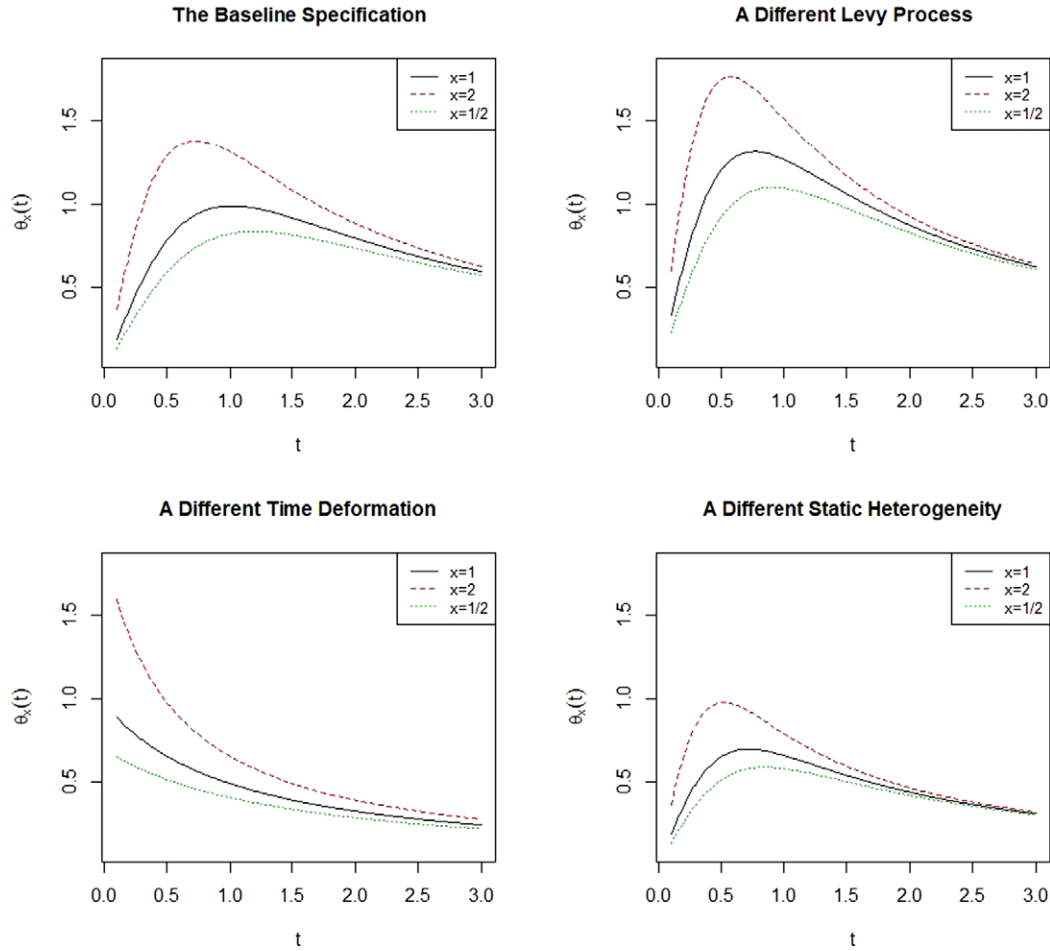 The Baseline Specification
x=1
x=2
x=1/2
θx(t)
1.5
1.0
0.5
0.0 0.5 1.0 1.5 2.0 2.5 3.0
t
A Different Levy Process
x=1
x=2
x=1/2
θx(t)
1.5
1.0
0.5
0.0 0.5 1.0 1.5 2.0 2.5 3.0
t
A Different Time Deformation
x=1
x=2
x=1/2
θx(t)
1.5
1.0
0.5
0.0 0.5 1.0 1.5 2.0 2.5 3.0
t
A Different Static Heterogeneity
x=1
x=2
x=1/2
θx(t)
1.5
1.0
0.5
0.0 0.5 1.0 1.5 2.0 2.5 3.0
t